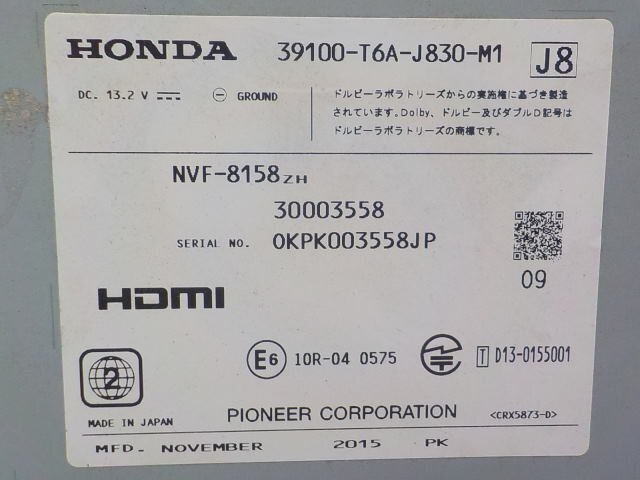 HONDA 39100-T6A-J830-M1 J8
DC. 13.2 V ⎓ ⊖ GROUND
ドルビーラボラトリーズからの実施権に基づき製造
されています。Dolby、ドルビー及びダブルD記号は
ドルビーラボラトリーズの商標です。
NVF-8158ZH
30003558
SERIAL NO. 0KPK003558JP
09
HDMI
2
E6 10R-04 0575
T D13-0155001
MADE IN JAPAN
PIONEER CORPORATION <CRX5873-D>
MFD. NOVEMBER 2015 PK